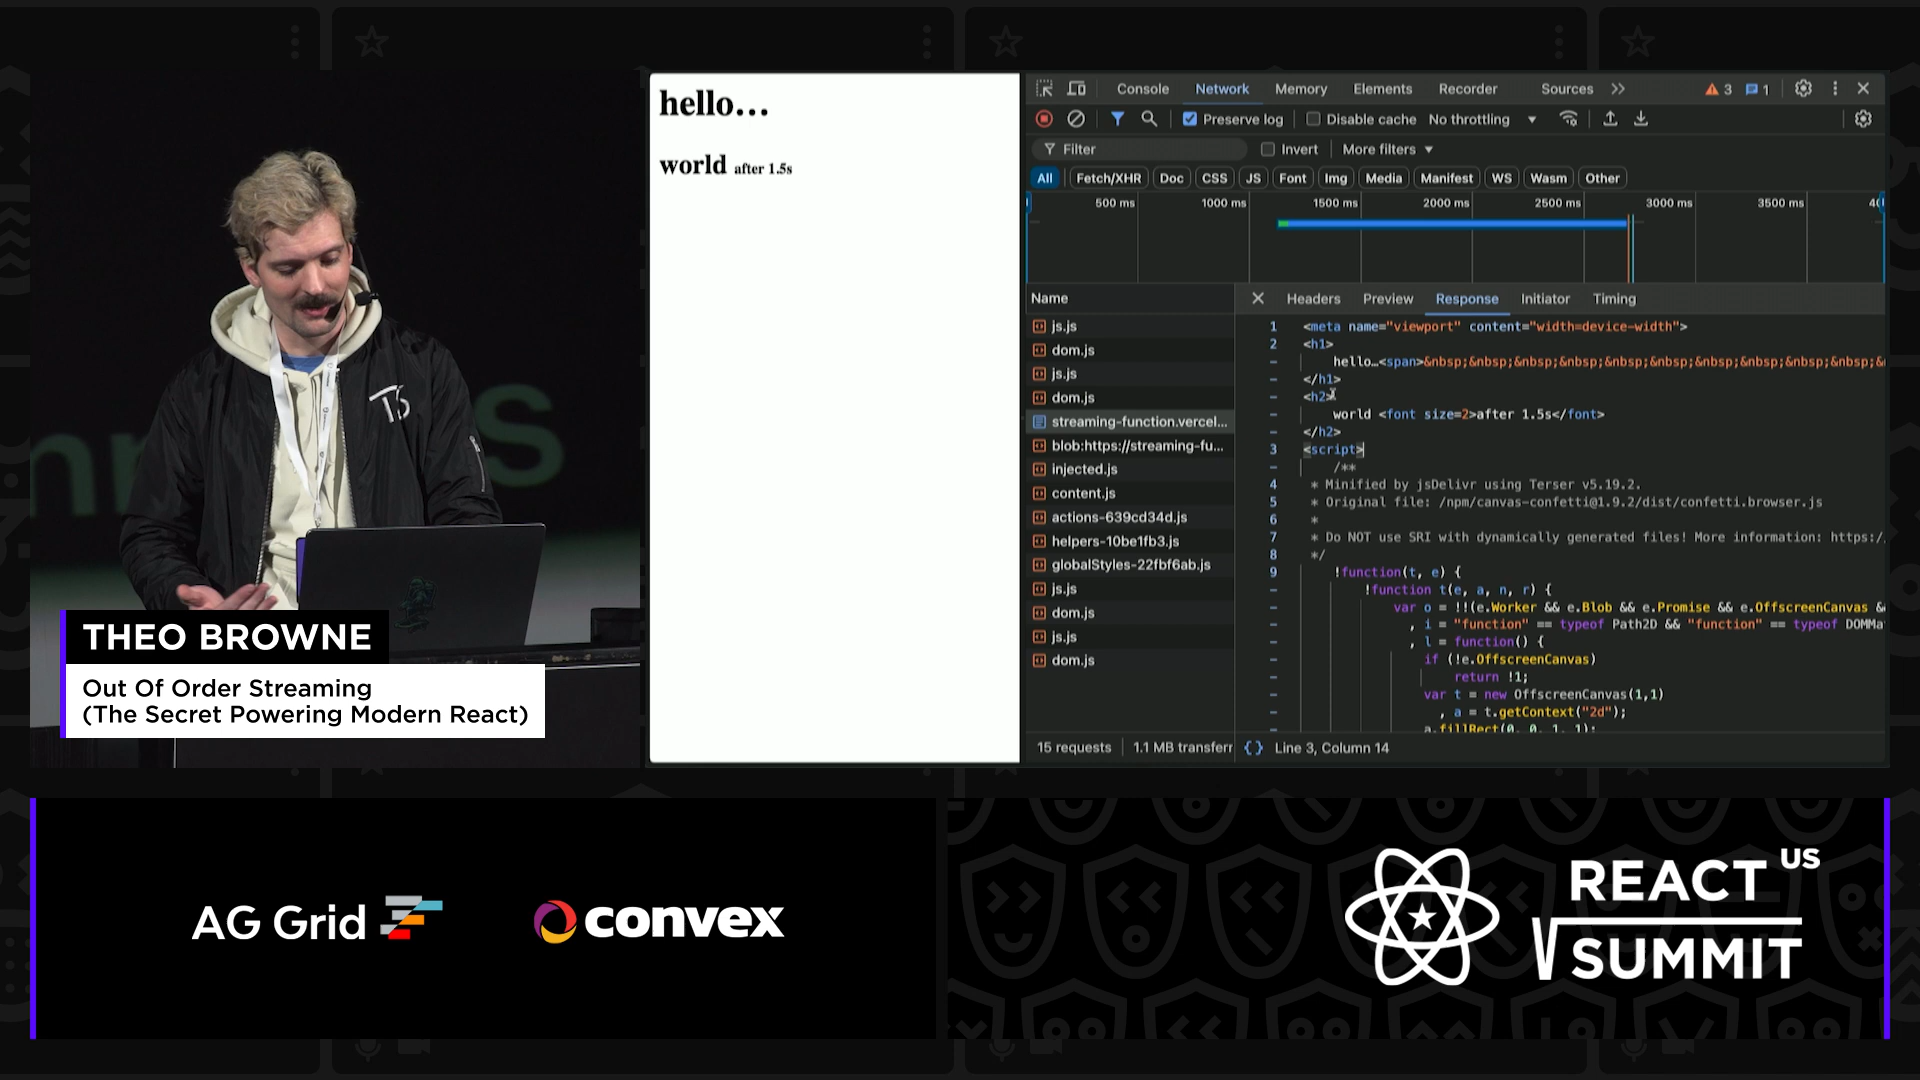 THEO BROWNE
Out Of Order Streaming
(The Secret Powering Modern React)
hello...
world after 1.5s
Console Network Memory Elements Recorder Sources 3 1
Preserve log Disable cache No throttling
Filter Invert More filters
All Fetch/XHR Doc CSS JS Font Img Media Manifest WS Wasm Other
500 ms 1000 ms 1500 ms 2000 ms 2500 ms 3000 ms 3500 ms
Name
js.js
dom.js
js.js
dom.js
streaming-function.vercel...
blob:https://streaming-fu...
injected.js
content.js
actions-639cd34d.js
helpers-10be1fb3.js
globalStyles-22fbf6ab.js
js.js
dom.js
js.js
dom.js
15 requests 1.1 MB transferr
Headers Preview Response Initiator Timing
1 <meta name="viewport" content="width=device-width">
2 <h1>
- hello…<span>&nbsp;&nbsp;&nbsp;&nbsp;&nbsp;&nbsp;&nbsp;&nbsp;&nbsp;&nbsp;&
- </h1>
- <h2>
- world <font size=2>after 1.5s</font>
- </h2>
3 <script>
- /**
4 * Minified by jsDelivr using Terser v5.19.2.
5 * Original file: /npm/canvas-confetti@1.9.2/dist/confetti.browser.js
6 *
7 * Do NOT use SRI with dynamically generated files! More information: https:/
8 */
9 !function(t, e) {
- !function t(e, a, n, r) {
- var o = !!(e.Worker && e.Blob && e.Promise && e.OffscreenCanvas &
- , i = "function" == typeof Path2D && "function" == typeof DOMMa
- , l = function() {
- if (!e.OffscreenCanvas)
- return !1;
- var t = new OffscreenCanvas(1,1)
- , a = t.getContext("2d");
- a.fillRect(0, 0, 1, 1);
{} Line 3, Column 14
AG Grid
convex
REACT US
SUMMIT